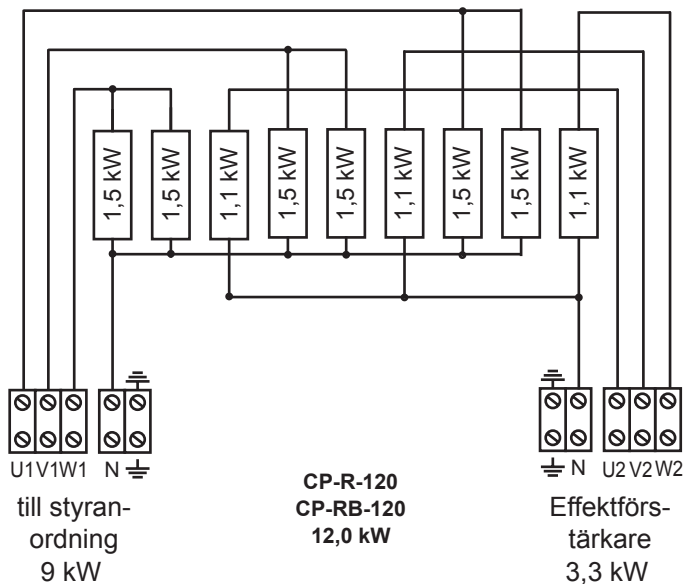 1,5 kW
1,5 kW
1,1 kW
1,5 kW
1,5 kW
1,1 kW
1,5 kW
1,5 kW
1,1 kW
U1 V1 W1 N
N U2 V2 W2
till styran-
ordning
9 kW
CP-R-120
CP-RB-120
12,0 kW
Effektförs-
tärkare
3,3 kW